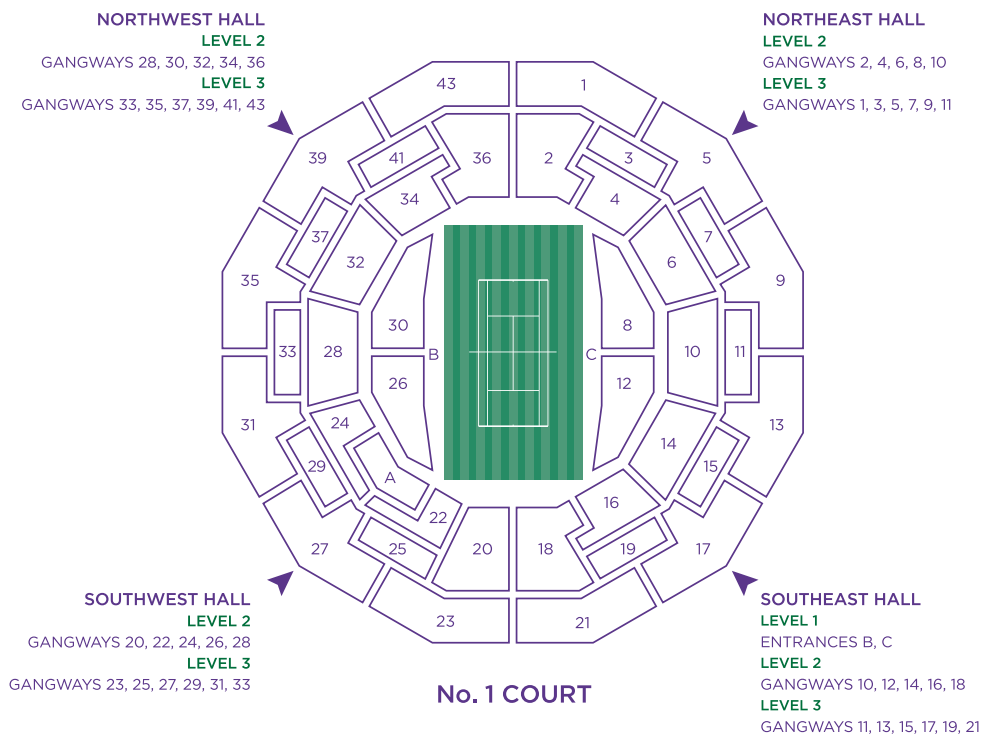 NORTHWEST HALL
LEVEL 2
GANGWAYS 28, 30, 32, 34, 36
LEVEL 3
GANGWAYS 33, 35, 37, 39, 41, 43
NORTHEAST HALL
LEVEL 2
GANGWAYS 2, 4, 6, 8, 10
LEVEL 3
GANGWAYS 1, 3, 5, 7, 9, 11
43
1
39
41
36
2
3
5
34
4
37
7
32
6
35
9
30
8
33
28
B
C
10
11
26
12
31
24
14
13
29
A
15
22
16
27
25
20
18
19
17
23
21
SOUTHWEST HALL
LEVEL 2
GANGWAYS 20, 22, 24, 26, 28
LEVEL 3
GANGWAYS 23, 25, 27, 29, 31, 33
SOUTHEAST HALL
LEVEL 1
ENTRANCES B, C
LEVEL 2
GANGWAYS 10, 12, 14, 16, 18
LEVEL 3
GANGWAYS 11, 13, 15, 17, 19, 21
No. 1 COURT